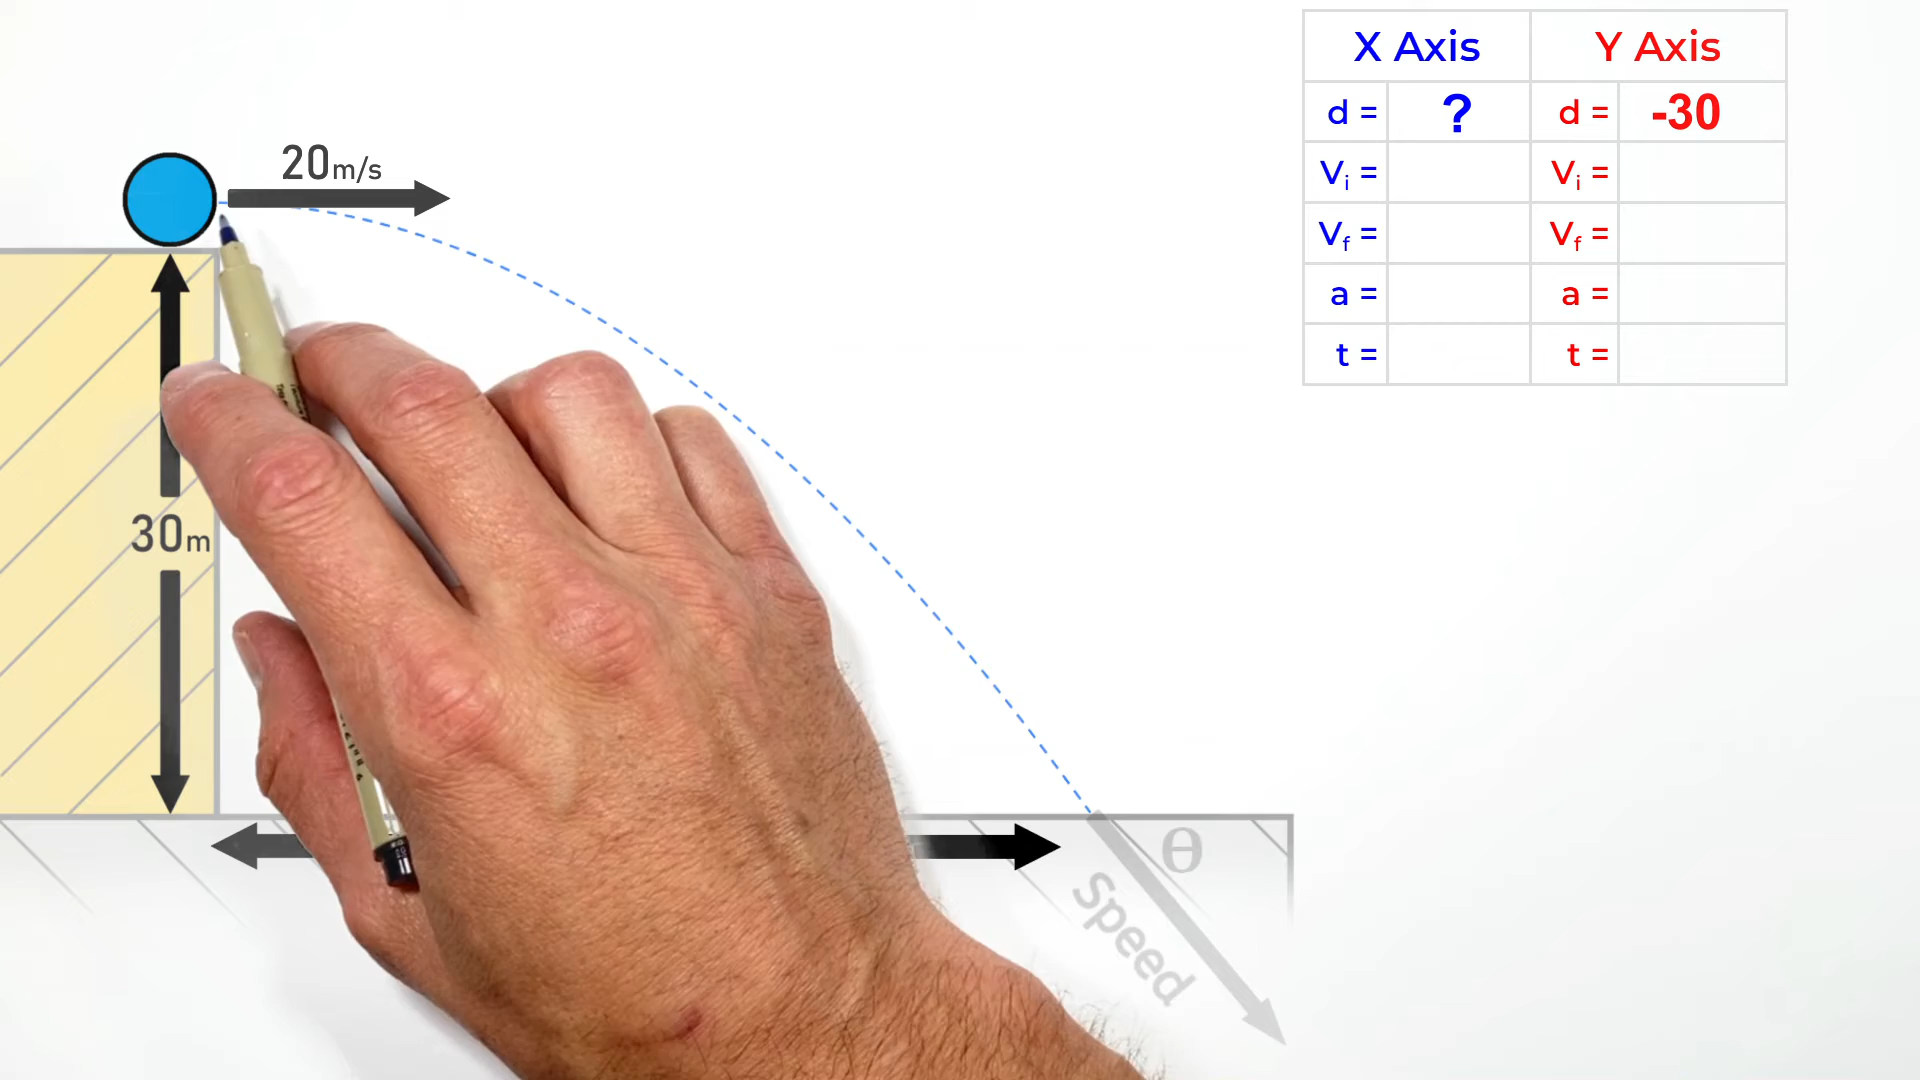 X Axis Y Axis
d = ? d = -30
Vi = Vi =
Vf = Vf =
a = a =
t = t =
20m/s
30m
θ
Speed